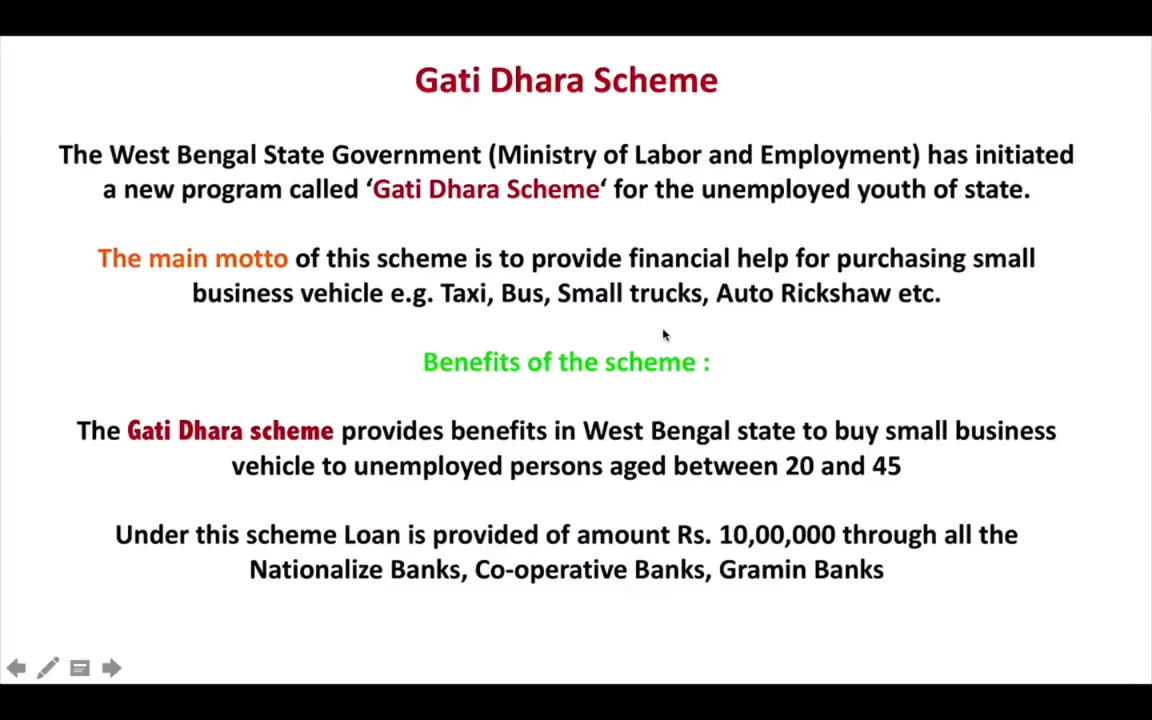 Gati Dhara Scheme
The West Bengal State Government (Ministry of Labor and Employment) has initiated
a new program called ‘Gati Dhara Scheme‘ for the unemployed youth of state.
The main motto of this scheme is to provide financial help for purchasing small
business vehicle e.g. Taxi, Bus, Small trucks, Auto Rickshaw etc.
Benefits of the scheme :
The Gati Dhara scheme provides benefits in West Bengal state to buy small business
vehicle to unemployed persons aged between 20 and 45
Under this scheme Loan is provided of amount Rs. 10,00,000 through all the
Nationalize Banks, Co-operative Banks, Gramin Banks